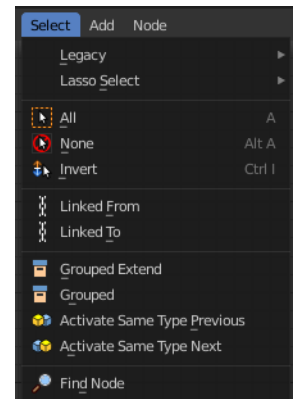 Select Add Node
Legacy
Lasso Select
All A
None Alt A
Invert Ctrl I
Linked From
Linked To
Grouped Extend
Grouped
Activate Same Type Previous
Activate Same Type Next
Find Node